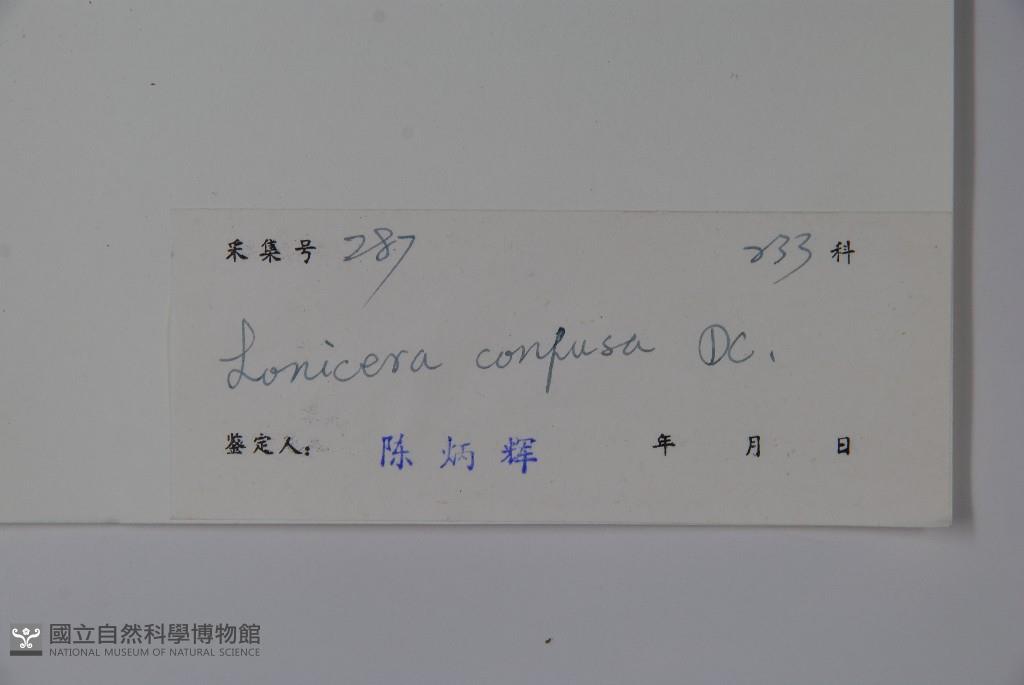 采集号 287 233 科
Lonicera confusa DC.
鉴定人: 陈炳辉 年 月 日
國立自然科學博物館
NATIONAL MUSEUM OF NATURAL SCIENCE